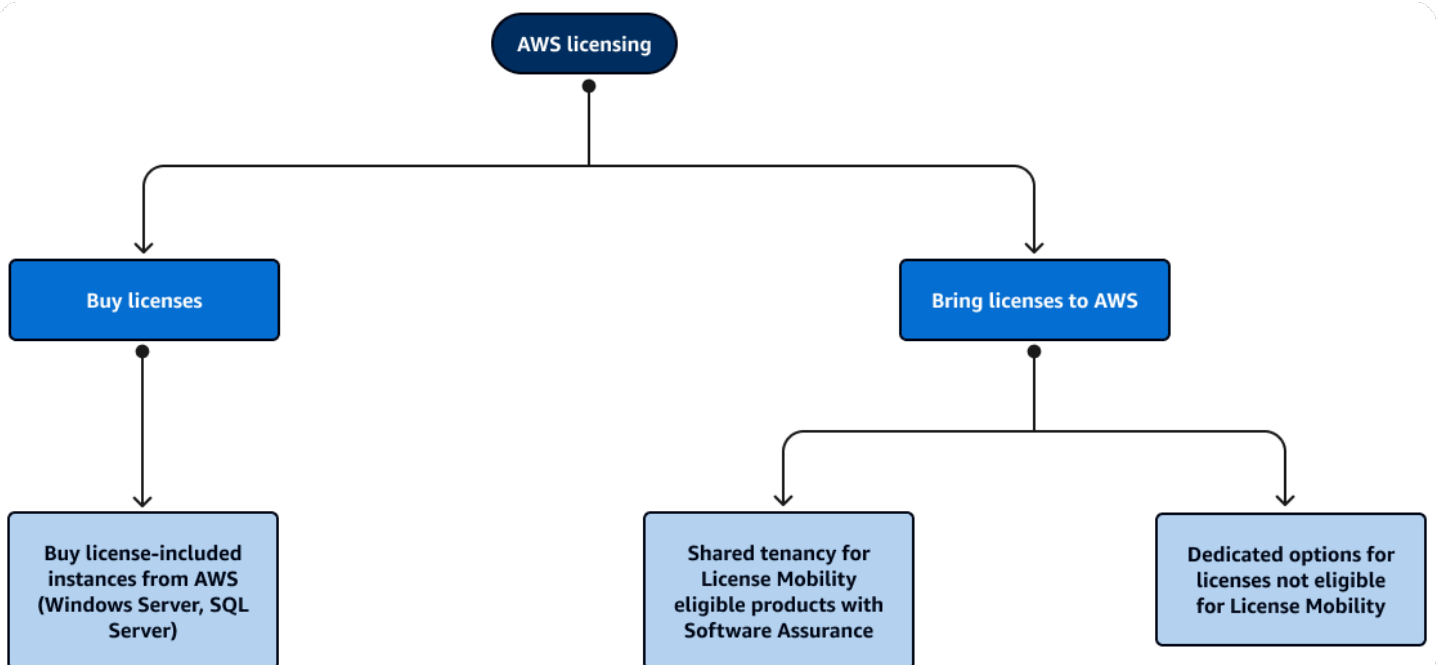 AWS licensing
Buy licenses
Bring licenses to AWS
Buy license-included
instances from AWS
(Windows Server, SQL
Server)
Shared tenancy for
License Mobility
eligible products with
Software Assurance
Dedicated options for
licenses not eligible
for License Mobility